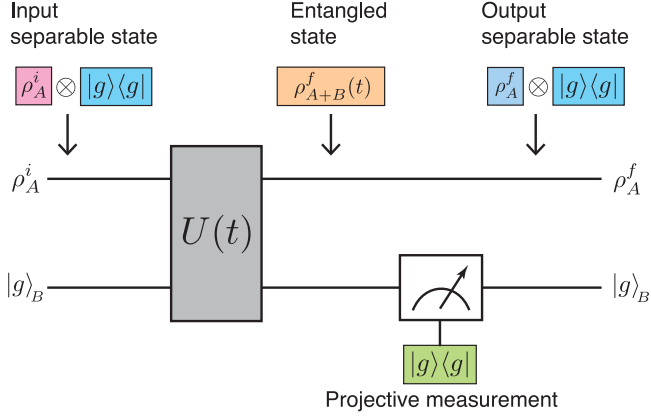 Input
separable state
Entangled
state
Output
separable state
ρ_A^i ⊗ |g⟩⟨g|
ρ_{A+B}^f(t)
ρ_A^f ⊗ |g⟩⟨g|
ρ_A^i
ρ_A^f
U(t)
|g⟩_B
|g⟩_B
|g⟩⟨g|
Projective measurement